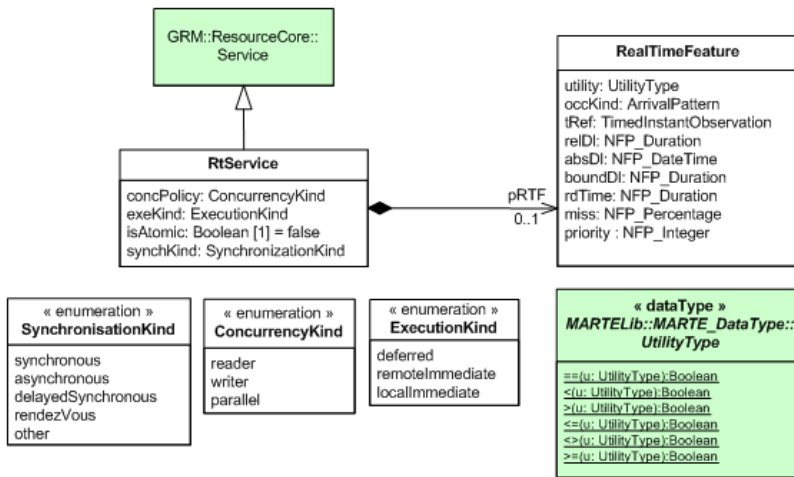 GRM::ResourceCore::
Service
RealTimeFeature
utility: UtilityType
occKind: ArrivalPattern
tRef: TimedInstantObservation
relDl: NFP_Duration
absDl: NFP_DateTime
boundDl: NFP_Duration
rdTime: NFP_Duration
miss: NFP_Percentage
priority : NFP_Integer
RtService
concPolicy: ConcurrencyKind
exeKind: ExecutionKind
isAtomic: Boolean [1] = false
synchKind: SynchronizationKind
pRTF
0..1
« enumeration »
SynchronisationKind
synchronous
asynchronous
delayedSynchronous
rendezVous
other
« enumeration »
ConcurrencyKind
reader
writer
parallel
« enumeration »
ExecutionKind
deferred
remoteImmediate
localImmediate
« dataType »
MARTELib::MARTE_DataType::
UtilityType
==(u: UtilityType):Boolean
<(u: UtilityType):Boolean
>(u: UtilityType):Boolean
<=(u: UtilityType):Boolean
<>(u: UtilityType):Boolean
>=(u: UtilityType):Boolean